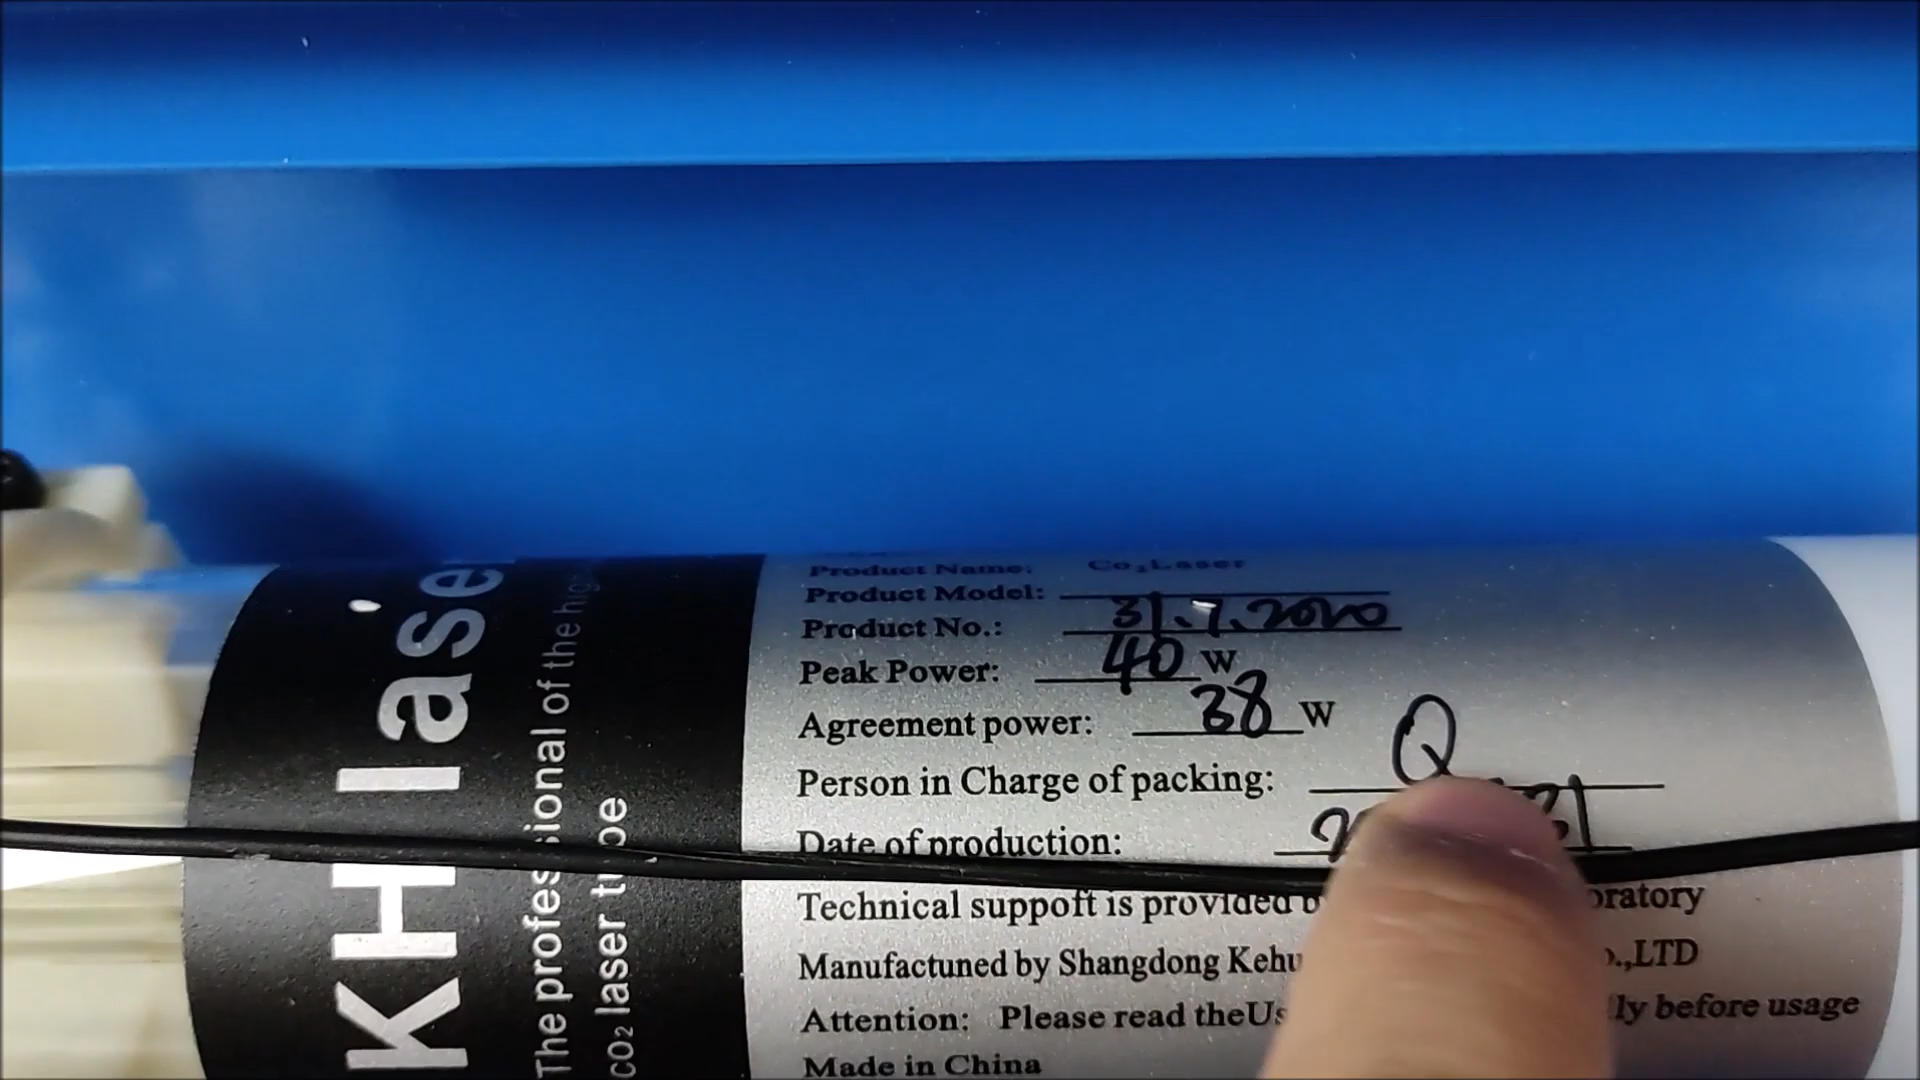 KH lase
The professional of the hig
CO₂ laser tube
Product Name: Co₂Laser
Product Model:
Product No.: 31.7.2020
Peak Power: 40 W
Agreement power: 38 W
Person in Charge of packing: Q
Date of production:
Technical suppoft is provided
oratory
Manufactuned by Shangdong Kehu
.,LTD
Attention: Please read theUs
ly before usage
Made in China